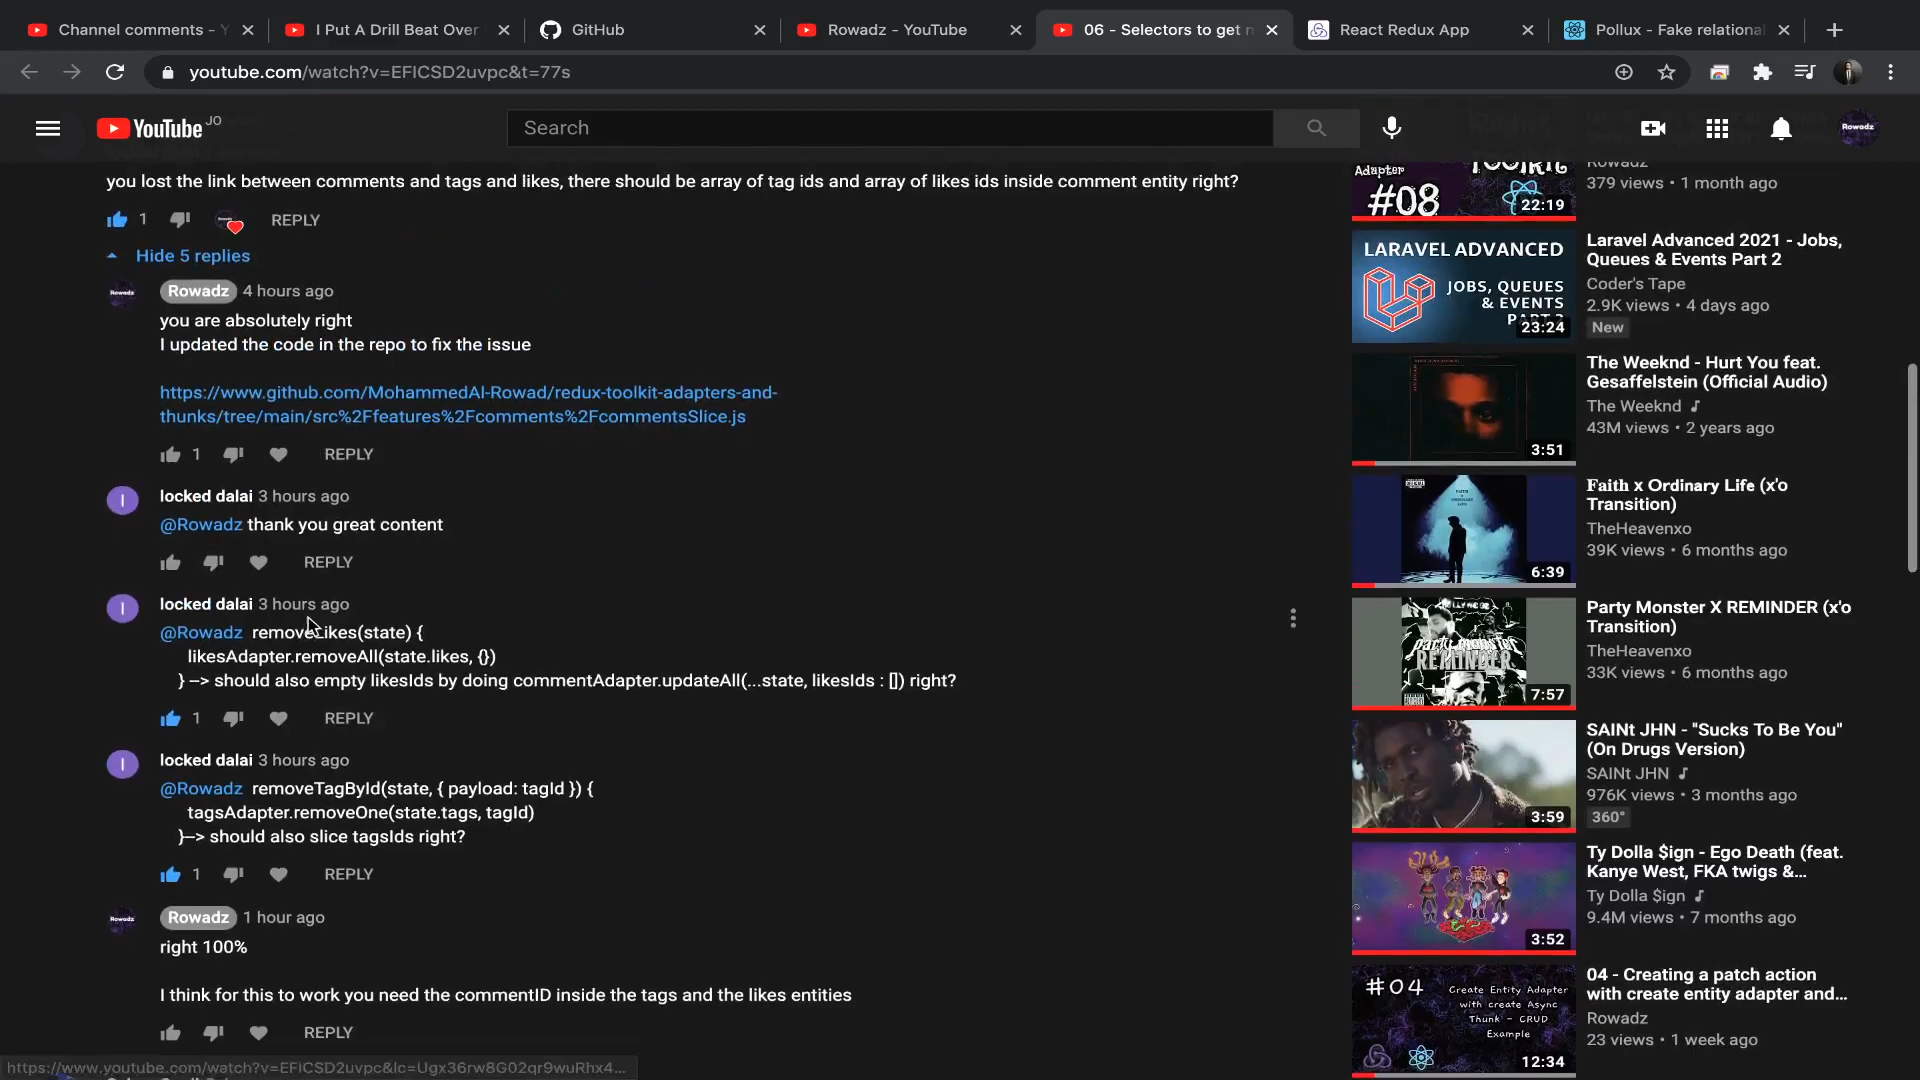 Channel comments - Y
I Put A Drill Beat Over
GitHub
Rowadz - YouTube
06 - Selectors to get n
React Redux App
Pollux - Fake relational
youtube.com/watch?v=EFICSD2uvpc&t=77s
YouTube JO
Search
Rowadz
you lost the link between comments and tags and likes, there should be array of tag ids and array of likes ids inside comment entity right?
1
REPLY
Hide 5 replies
Rowadz 4 hours ago
you are absolutely right
I updated the code in the repo to fix the issue
https://www.github.com/MohammedAl-Rowad/redux-toolkit-adapters-and-
thunks/tree/main/src%2Ffeatures%2Fcomments%2FcommentsSlice.js
1 REPLY
locked dalai 3 hours ago
@Rowadz thank you great content
REPLY
locked dalai 3 hours ago
@Rowadz removeLikes(state) {
likesAdapter.removeAll(state.likes, {})
} --> should also empty likesIds by doing commentAdapter.updateAll(...state, likesIds : []) right?
1 REPLY
locked dalai 3 hours ago
@Rowadz removeTagById(state, { payload: tagId }) {
tagsAdapter.removeOne(state.tags, tagId)
}--> should also slice tagsIds right?
1 REPLY
Rowadz 1 hour ago
right 100%
I think for this to work you need the commentID inside the tags and the likes entities
REPLY
https://www.youtube.com/watch?v=EFICSD2uvpc&lc=Ugx36rw8G02qr9wuRhx4...
Adapter
#08
22:19
Rowadz
379 views • 1 month ago
LARAVEL ADVANCED
JOBS, QUEUES
& EVENTS
PART 2
23:24
Laravel Advanced 2021 - Jobs,
Queues & Events Part 2
Coder's Tape
2.9K views • 4 days ago
New
3:51
The Weeknd - Hurt You feat.
Gesaffelstein (Official Audio)
The Weeknd
43M views • 2 years ago
6:39
Faith x Ordinary Life (x'o
Transition)
TheHeavenxo
39K views • 6 months ago
party monster
REMINDER
7:57
Party Monster X REMINDER (x'o
Transition)
TheHeavenxo
33K views • 6 months ago
3:59
SAINt JHN - "Sucks To Be You"
(On Drugs Version)
SAINt JHN
976K views • 3 months ago
360°
3:52
Ty Dolla $ign - Ego Death (feat.
Kanye West, FKA twigs &...
Ty Dolla $ign
9.4M views • 7 months ago
#04
Create Entity Adapter
with create Async
Thunk - CRUD
Example
12:34
04 - Creating a patch action
with create entity adapter and...
Rowadz
23 views • 1 week ago